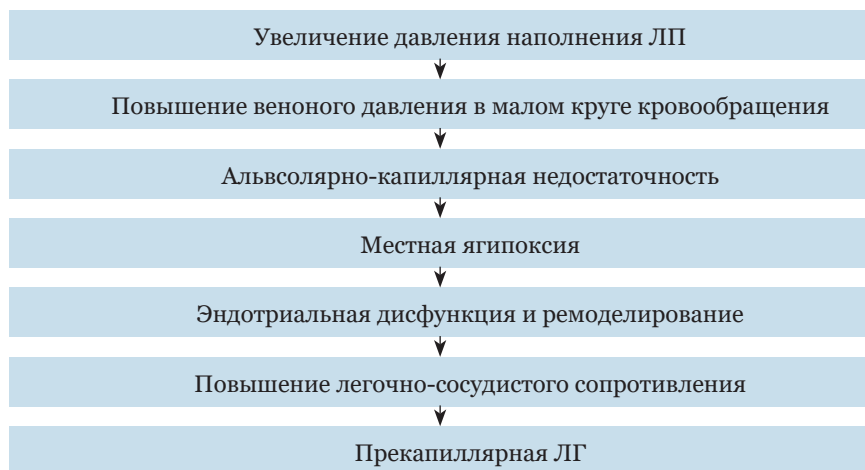 Увеличение давления наполнения ЛП
Повышение веноного давления в малом круге кровообращения
Альвсолярно-капиллярная недостаточность
Местная ягипоксия
Эндотриальная дисфункция и ремоделирование
Повышение легочно-сосудистого сопротивления
Прекапиллярная ЛГ